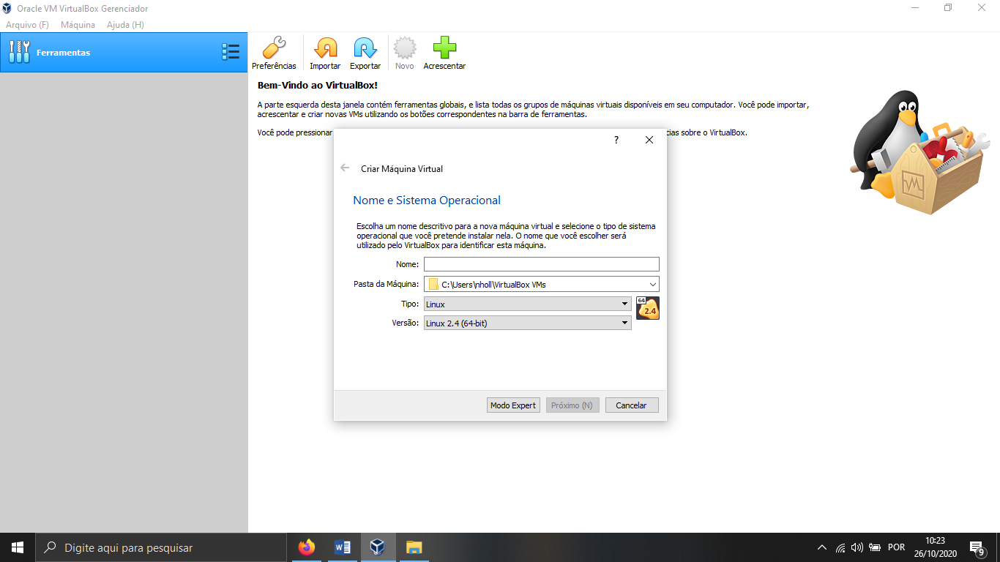 Oracle VM VirtualBox Gerenciador
Arquivo (F) Máquina Ajuda (H)
Ferramentas
Preferências Importar Exportar Novo Acrescentar
Bem-Vindo ao VirtualBox!
A parte esquerda desta janela contém ferramentas globais, e lista todas os grupos de máquinas virtuais disponíveis em seu computador. Você pode importar,
acrescentar e criar novas VMs utilizando os botões correspondentes na barra de ferramentas.
Você pode pressionar
cias sobre o VirtualBox.
?
Criar Máquina Virtual
Nome e Sistema Operacional
Escolha um nome descritivo para a nova máquina virtual e selecione o tipo de sistema
operacional que você pretende instalar nela. O nome que você escolher será
utilizado pelo VirtualBox para identificar esta máquina.
Nome:
Pasta da Máquina: C:\Users\nholl\VirtualBox VMs
Tipo: Linux
64
2.4
Versão: Linux 2.4 (64-bit)
Modo Expert Próximo (N) Cancelar
Digite aqui para pesquisar
POR
10:23
26/10/2020
9